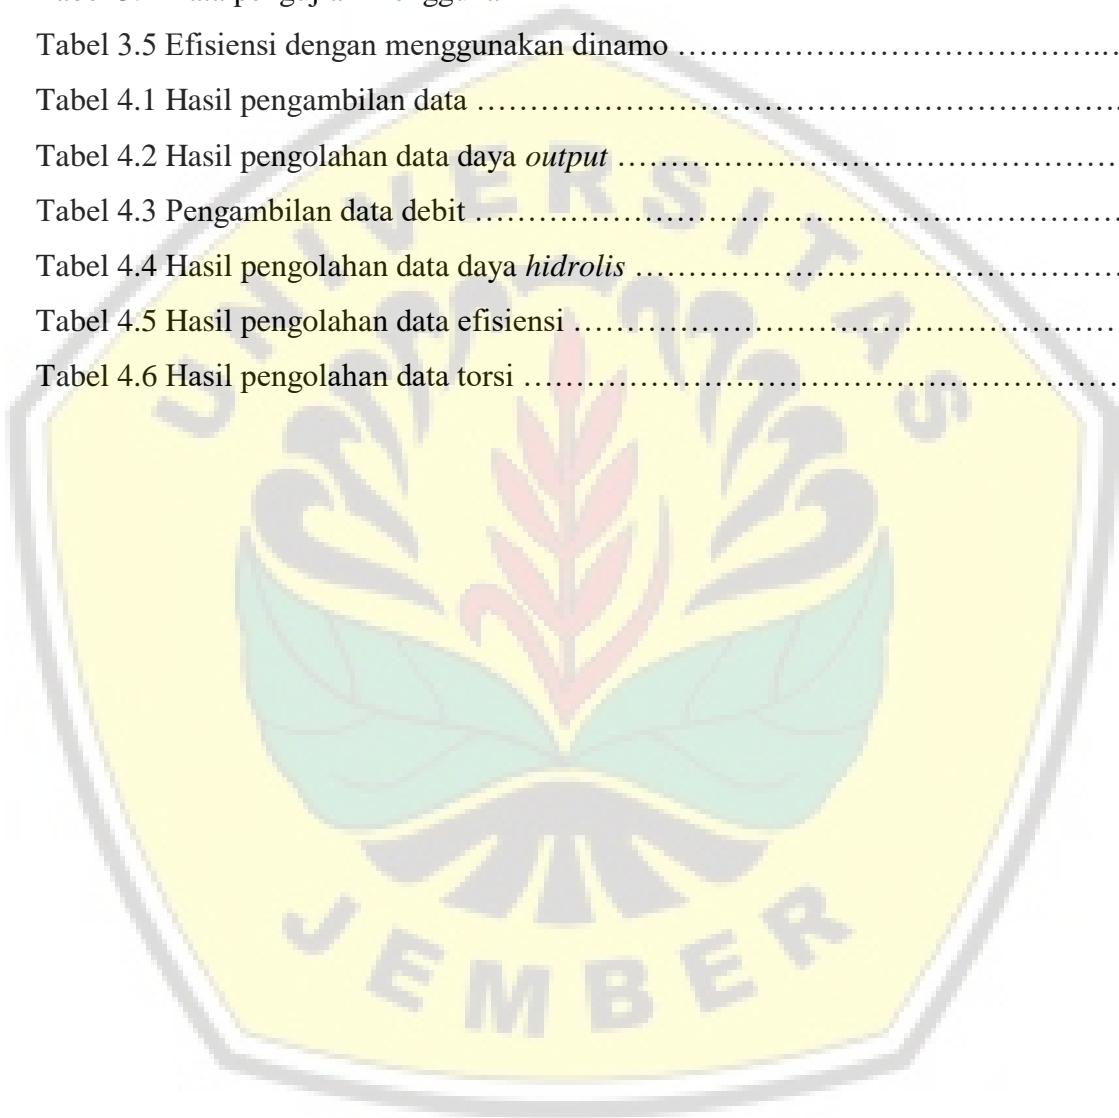 Tabel 3.5 Efisiensi dengan menggunakan dinamo ……………………………………..…
Tabel 4.1 Hasil pengambilan data ……………………………………………………………
Tabel 4.2 Hasil pengolahan data daya output ………………………………………………
Tabel 4.3 Pengambilan data debit ……………………………………………………………
Tabel 4.4 Hasil pengolahan data daya hidrolis ……………………………………………
Tabel 4.5 Hasil pengolahan data efisiensi …………………………………………………
Tabel 4.6 Hasil pengolahan data torsi ………………………………………………………
UNIVERSITAS
JEMBER